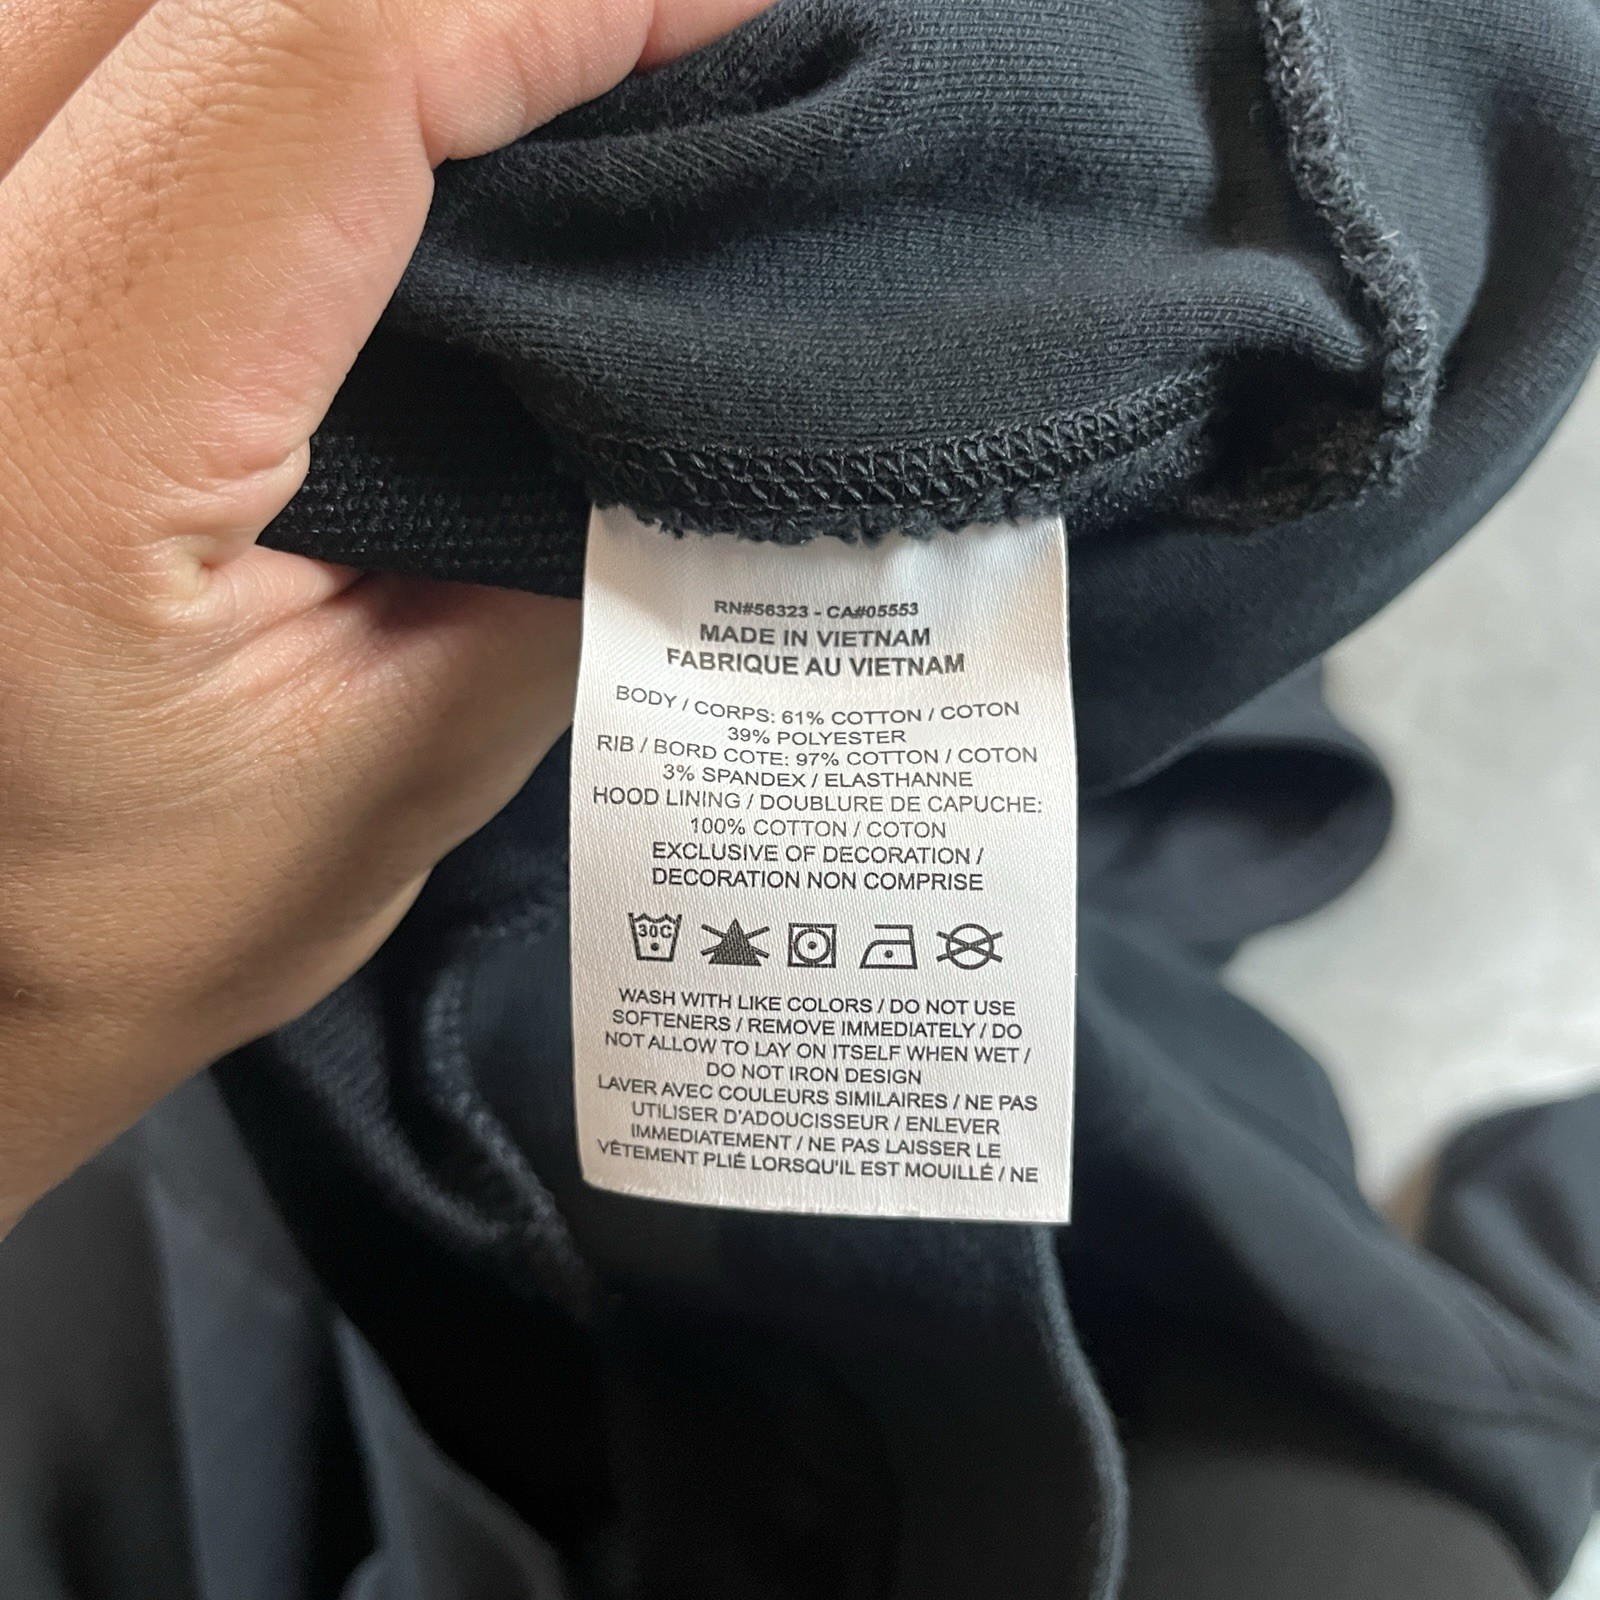 RN#56323 - CA#05553
MADE IN VIETNAM
FABRIQUE AU VIETNAM
BODY / CORPS: 61% COTTON / COTON
39% POLYESTER
RIB / BORD COTE: 97% COTTON / COTON
3% SPANDEX / ELASTHANNE
HOOD LINING / DOUBLURE DE CAPUCHE:
100% COTTON / COTON
EXCLUSIVE OF DECORATION /
DECORATION NON COMPRISE
30C
WASH WITH LIKE COLORS / DO NOT USE
SOFTENERS / REMOVE IMMEDIATELY / DO
NOT ALLOW TO LAY ON ITSELF WHEN WET /
DO NOT IRON DESIGN
LAVER AVEC COULEURS SIMILAIRES / NE PAS
UTILISER D'ADOUCISSEUR / ENLEVER
IMMEDIATEMENT / NE PAS LAISSER LE
VÊTEMENT PLIÉ LORSQU'IL EST MOUILLÉ / NE